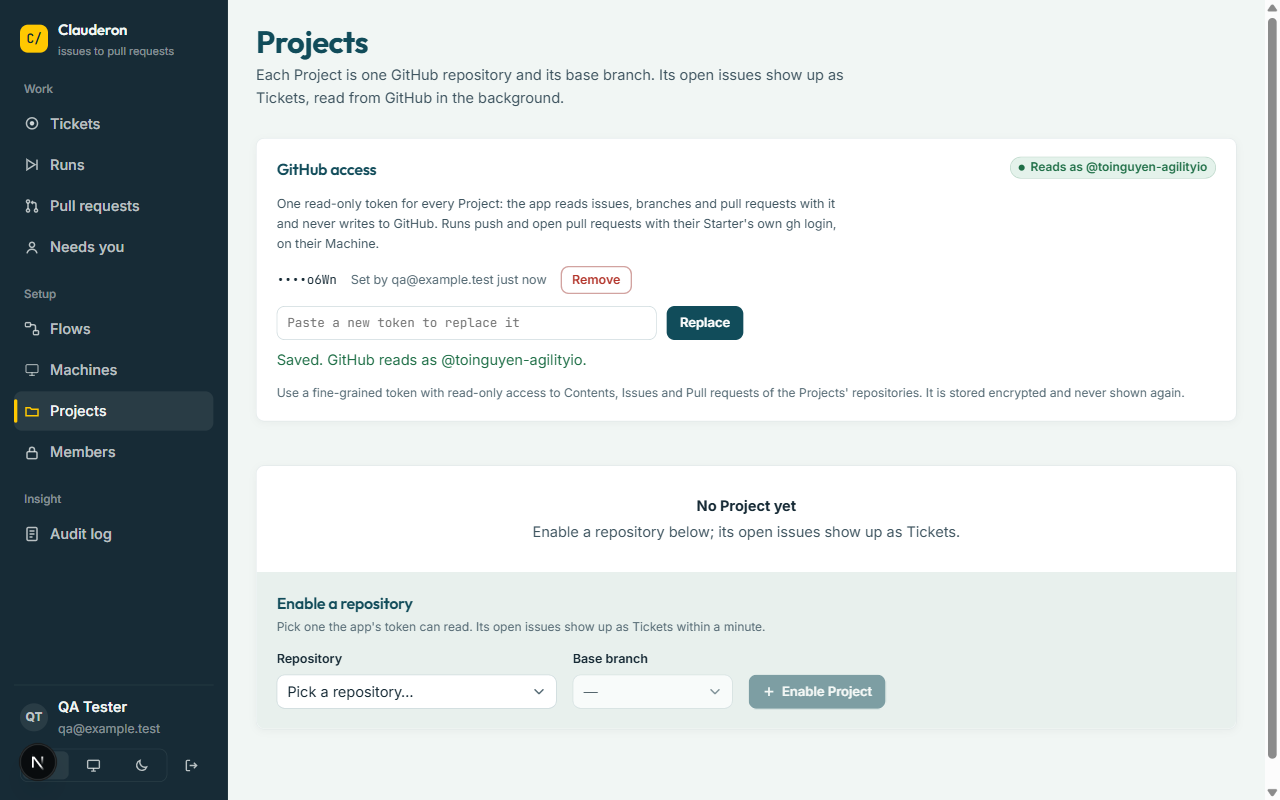 C/
Clauderon
issues to pull requests
Work
Tickets
Runs
Pull requests
Needs you
Setup
Flows
Machines
Projects
Members
Insight
Audit log
QT
QA Tester
qa@example.test
N
Projects
Each Project is one GitHub repository and its base branch. Its open issues show up as
Tickets, read from GitHub in the background.
GitHub access
Reads as @toinguyen-agilityio
One read-only token for every Project: the app reads issues, branches and pull requests with it
and never writes to GitHub. Runs push and open pull requests with their Starter's own gh login,
on their Machine.
••••o6Wn Set by qa@example.test just now Remove
Paste a new token to replace it Replace
Saved. GitHub reads as @toinguyen-agilityio.
Use a fine-grained token with read-only access to Contents, Issues and Pull requests of the Projects' repositories. It is stored encrypted and never shown again.
No Project yet
Enable a repository below; its open issues show up as Tickets.
Enable a repository
Pick one the app's token can read. Its open issues show up as Tickets within a minute.
Repository Base branch
Pick a repository... — + Enable Project